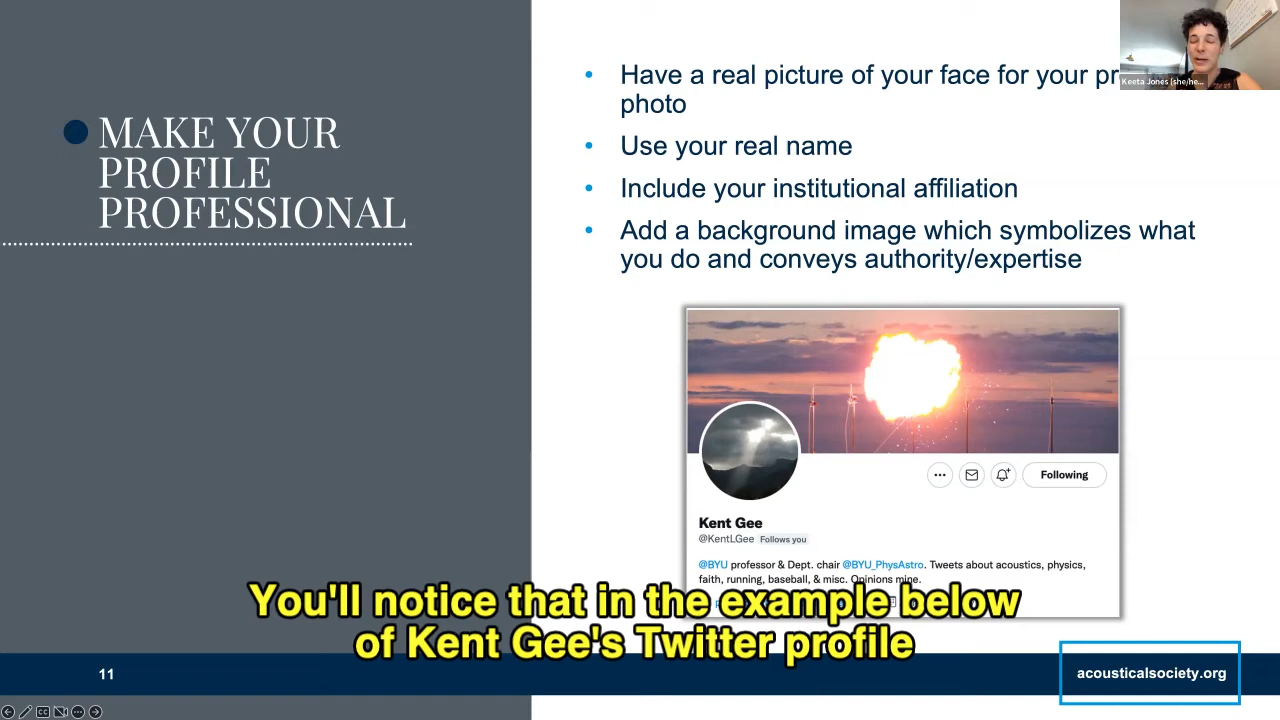 MAKE YOUR
PROFILE
PROFESSIONAL
• Have a real picture of your face for your pr
photo
• Use your real name
• Include your institutional affiliation
• Add a background image which symbolizes what
you do and conveys authority/expertise
Keeta Jones (she/he...
Following
Kent Gee
@KentLGee Follows you
@BYU professor & Dept. chair @BYU_PhysAstro. Tweets about acoustics, physics,
faith, running, baseball, & misc. Opinions mine.
You'll notice that in the example below
of Kent Gee's Twitter profile
11
acousticalsociety.org